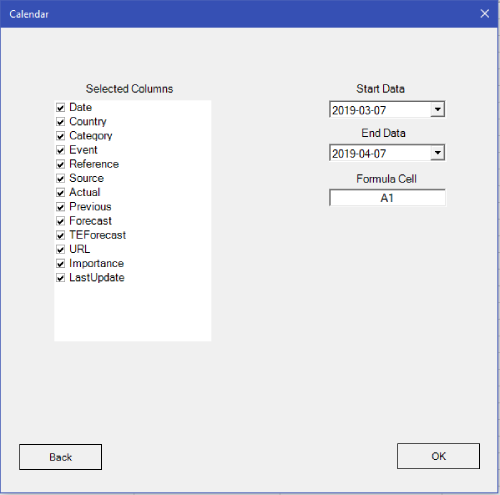 Calendar
Selected Columns
Date
Country
Category
Event
Reference
Source
Actual
Previous
Forecast
TEForecast
URL
Importance
LastUpdate
Start Data
2019-03-07
End Data
2019-04-07
Formula Cell
A1
Back
OK